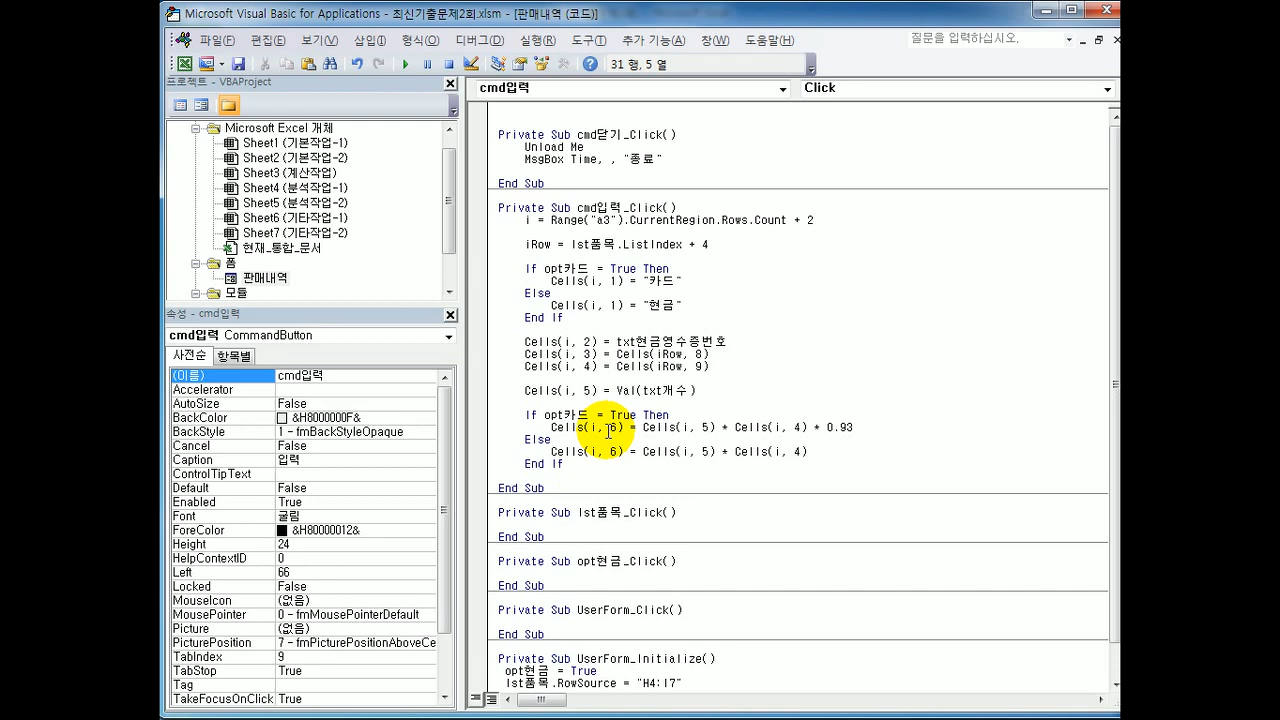 Microsoft Visual Basic for Applications - 최신기출문제2회.xlsm - [판매내역 (코드)]
파일(F) 편집(E) 보기(V) 삽입(I) 형식(O) 디버그(D) 실행(R) 도구(T) 추가 기능(A) 창(W) 도움말(H) 질문을 입력하십시오.
31 행, 5 열
프로젝트 - VBAProject
Microsoft Excel 개체
Sheet1 (기본작업-1)
Sheet2 (기본작업-2)
Sheet3 (계산작업)
Sheet4 (분석작업-1)
Sheet5 (분석작업-2)
Sheet6 (기타작업-1)
Sheet7 (기타작업-2)
현재_통합_문서
폼
판매내역
모듈
속성 - cmd입력
cmd입력 CommandButton
사전순 항목별
(이름) cmd입력
Accelerator
AutoSize False
BackColor &H8000000F&
BackStyle 1 - fmBackStyleOpaque
Cancel False
Caption 입력
ControlTipText
Default False
Enabled True
Font 굴림
ForeColor &H80000012&
Height 24
HelpContextID 0
Left 66
Locked False
MouseIcon (없음)
MousePointer 0 - fmMousePointerDefault
Picture (없음)
PicturePosition 7 - fmPicturePositionAboveCe
TabIndex 9
TabStop True
Tag
TakeFocusOnClick True
cmd입력 Click
Private Sub cmd닫기_Click()
Unload Me
MsgBox Time, , "종료"
End Sub
Private Sub cmd입력_Click()
i = Range("a3").CurrentRegion.Rows.Count + 2
iRow = lst품목.ListIndex + 4
If opt카드 = True Then
Cells(i, 1) = "카드"
Else
Cells(i, 1) = "현금"
End If
Cells(i, 2) = txt현금영수증번호
Cells(i, 3) = Cells(iRow, 8)
Cells(i, 4) = Cells(iRow, 9)
Cells(i, 5) = Val(txt개수)
If opt카드 = True Then
Cells(i, 6) = Cells(i, 5) * Cells(i, 4) * 0.93
Else
Cells(i, 6) = Cells(i, 5) * Cells(i, 4)
End If
End Sub
Private Sub lst품목_Click()
End Sub
Private Sub opt현금_Click()
End Sub
Private Sub UserForm_Click()
End Sub
Private Sub UserForm_Initialize()
opt현금 = True
lst품목.RowSource = "H4:I7"